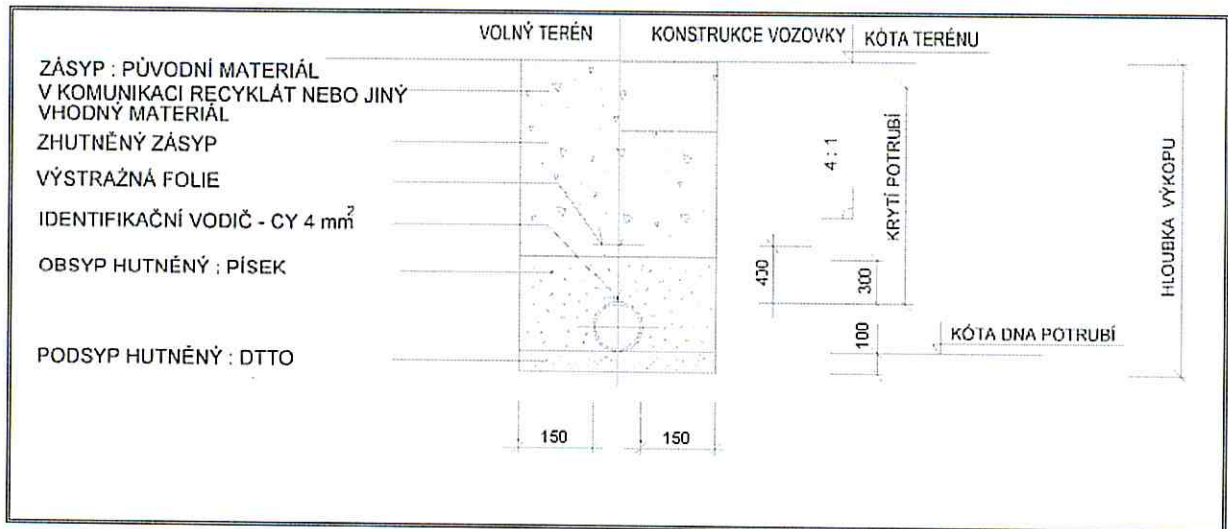 VOLNÝ TERÉN
KONSTRUKCE VOZOVKY
KÓTA TERÉNU
ZÁSYP : PŮVODNÍ MATERIÁL
V KOMUNIKACI RECYKLÁT NEBO JINÝ
VHODNÝ MATERIÁL
ZHUTNĚNÝ ZÁSYP
VÝSTRAŽNÁ FOLIE
IDENTIFIKAČNÍ VODIČ - CY 4 mm²
OBSYP HUTNĚNÝ : PÍSEK
PODSYP HUTNĚNÝ : DTTO
4 : 1
KRYTÍ POTRUBÍ
HLOUBKA VÝKOPU
400
300
100
KÓTA DNA POTRUBÍ
150
150